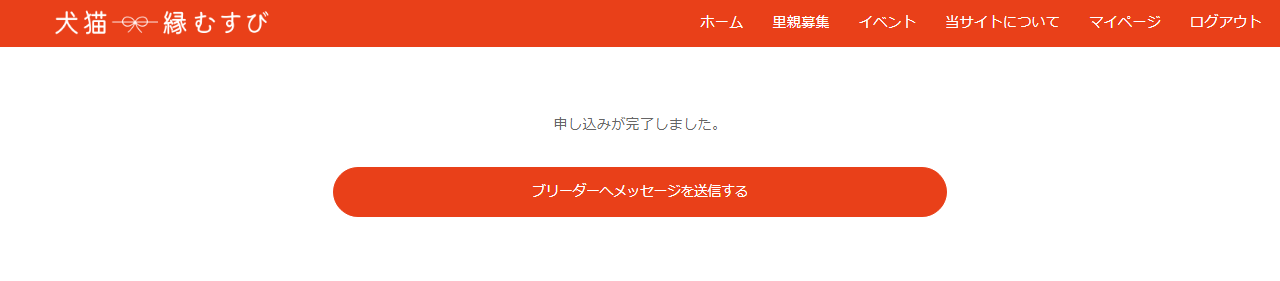 犬猫 縁むすび
ホーム 里親募集 イベント 当サイトについて マイページ ログアウト
申し込みが完了しました。
ブリーダーへメッセージを送信する